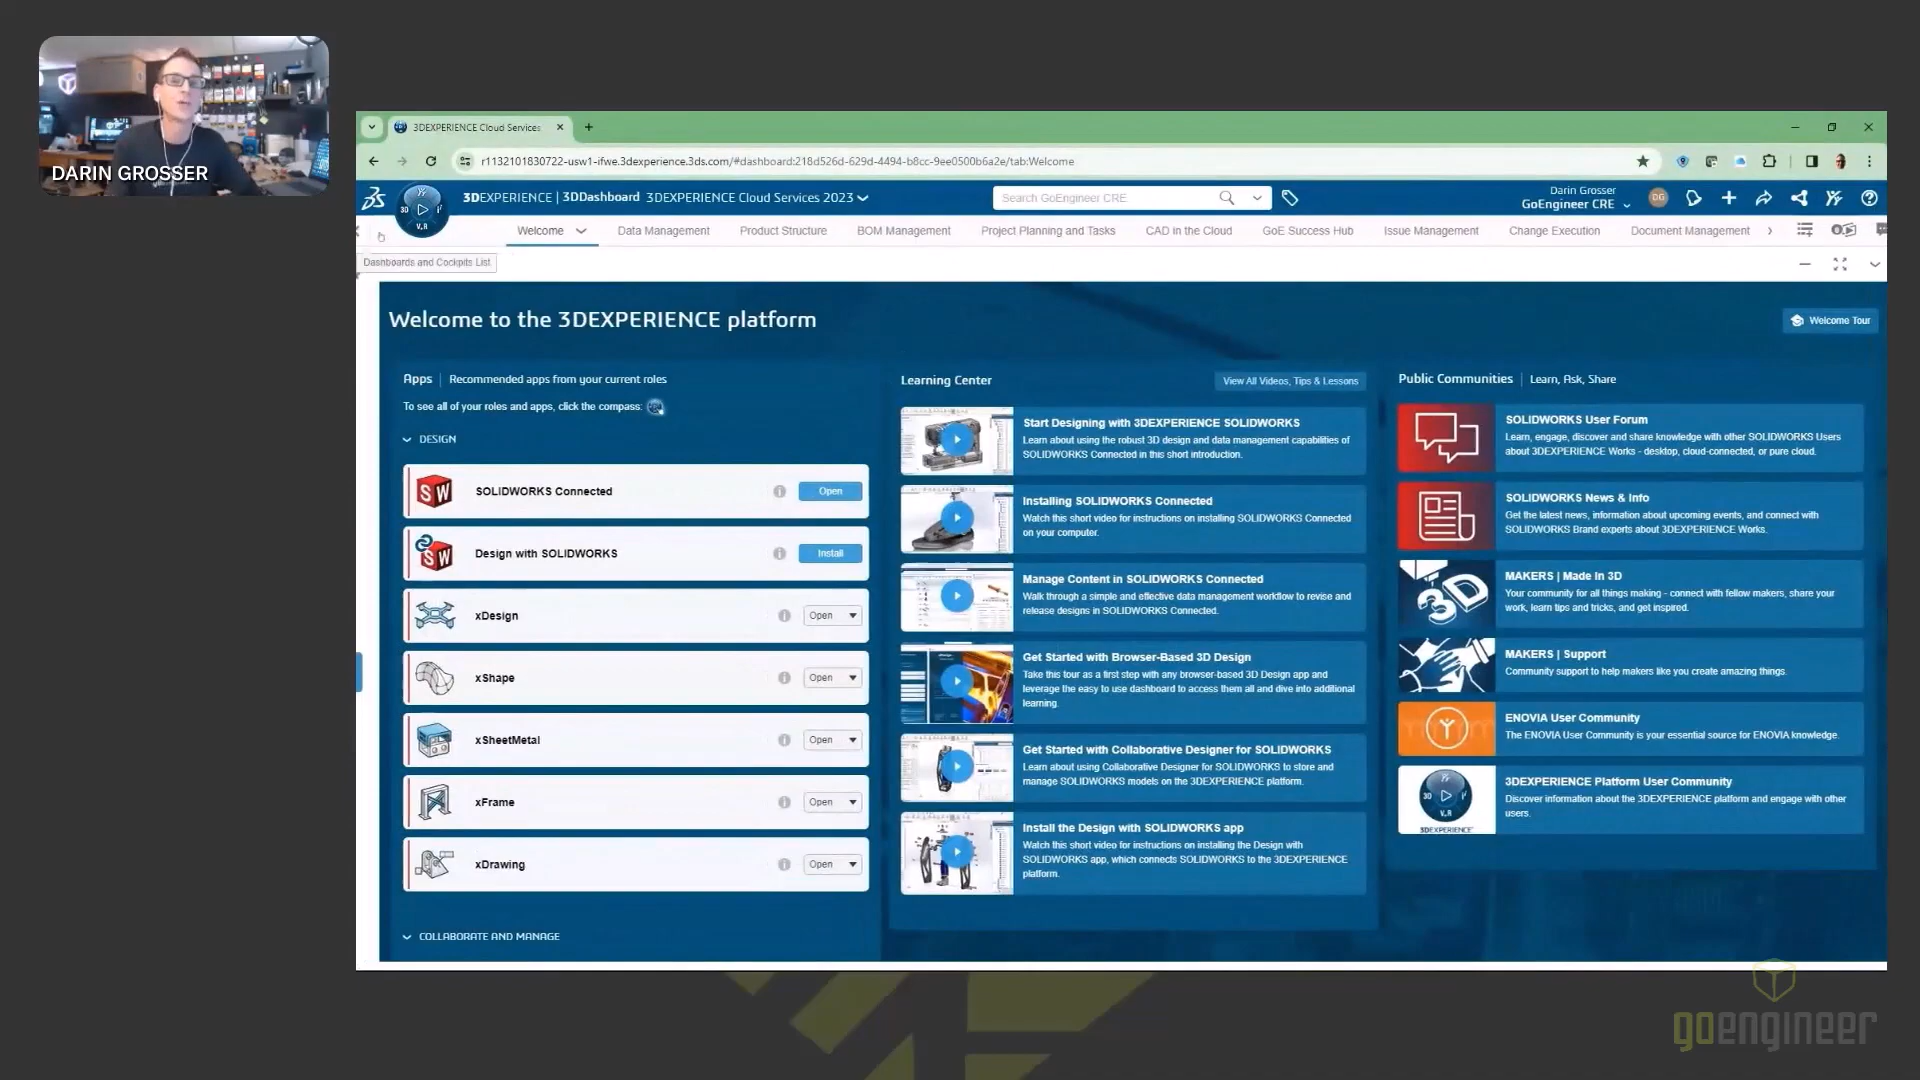 DARIN GROSSER
3DEXPERIENCE Cloud Services
r1132101830722-usw1-ifwe.3dexperience.3ds.com/#dashboard:218d526d-629d-4494-b8cc-9ee0500b6a2e/tab:Welcome
3DEXPERIENCE | 3DDashboard 3DEXPERIENCE Cloud Services 2023
Search GoEngineer CRE
Darin Grosser
GoEngineer CRE
DG
3D
V.R
Welcome
Data Management
Product Structure
BOM Management
Project Planning and Tasks
CAD in the Cloud
GoE Success Hub
Issue Management
Change Execution
Document Management
Dashboards and Cockpits List
Welcome to the 3DEXPERIENCE platform
Welcome Tour
Apps | Recommended apps from your current roles
To see all of your roles and apps, click the compass:
DESIGN
SW
SOLIDWORKS Connected
Open
SW
Design with SOLIDWORKS
Install
xDesign
Open
xShape
Open
xSheetMetal
Open
xFrame
Open
xDrawing
Open
COLLABORATE AND MANAGE
Learning Center
View All Videos, Tips & Lessons
Start Designing with 3DEXPERIENCE SOLIDWORKS
Learn about using the robust 3D design and data management capabilities of
SOLIDWORKS Connected in this short introduction.
Installing SOLIDWORKS Connected
Watch this short video for instructions on installing SOLIDWORKS Connected
on your computer.
Manage Content in SOLIDWORKS Connected
Walk through a simple and effective data management workflow to revise and
release designs in SOLIDWORKS Connected.
Get Started with Browser-Based 3D Design
Take this tour as a first step with any browser-based 3D Design app and
leverage the easy to use dashboard to access them all and dive into additional
learning.
Get Started with Collaborative Designer for SOLIDWORKS
Learn about using Collaborative Designer for SOLIDWORKS to store and
manage SOLIDWORKS models on the 3DEXPERIENCE platform.
Install the Design with SOLIDWORKS app
Watch this short video for instructions on installing the Design with
SOLIDWORKS app, which connects SOLIDWORKS to the 3DEXPERIENCE
platform.
Public Communities | Learn, Ask, Share
SOLIDWORKS User Forum
Learn, engage, discover and share knowledge with other SOLIDWORKS Users
about 3DEXPERIENCE Works - desktop, cloud-connected, or pure cloud.
SOLIDWORKS News & Info
Get the latest news, information about upcoming events, and connect with
SOLIDWORKS Brand experts about 3DEXPERIENCE Works.
3D
MAKERS | Made In 3D
Your community for all things making - connect with fellow makers, share your
work, learn tips and tricks, and get inspired.
MAKERS | Support
Community support to help makers like you create amazing things.
ENOVIA User Community
The ENOVIA User Community is your essential source for ENOVIA knowledge.
3D
V.R
3DEXPERIENCE
3DEXPERIENCE Platform User Community
Discover information about the 3DEXPERIENCE platform and engage with other
users.
goengineer